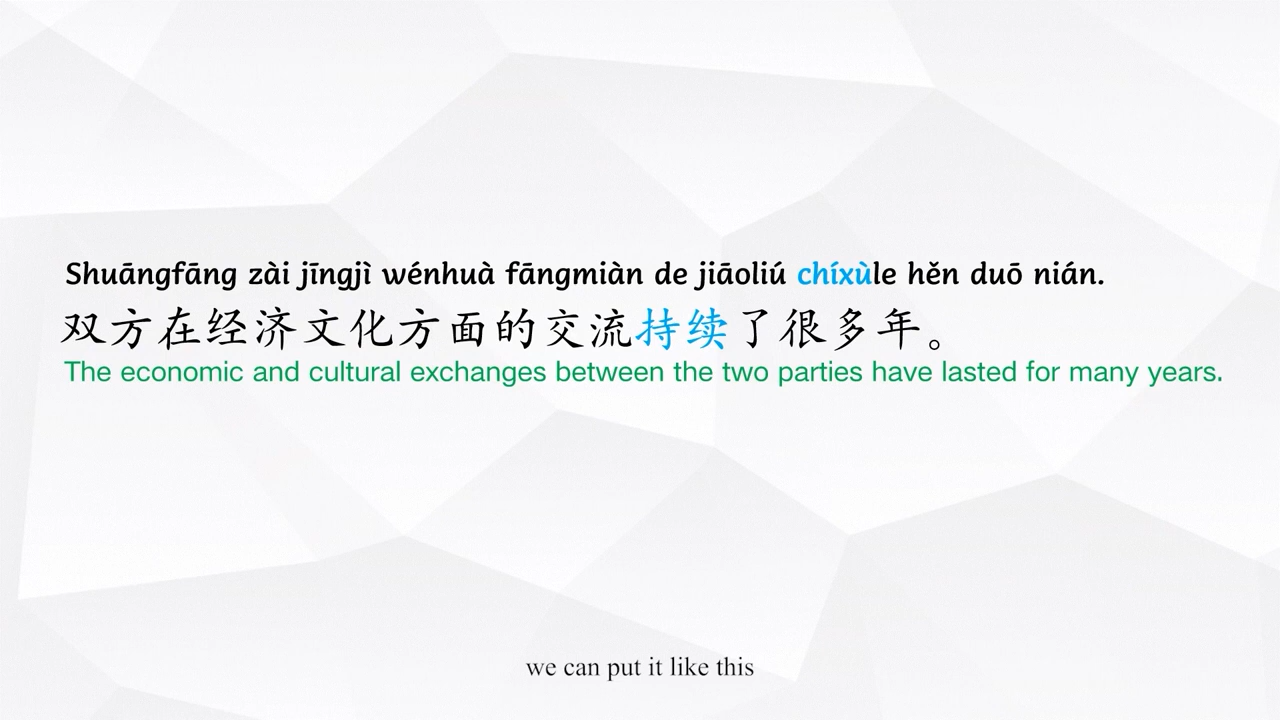 Shuāngfāng zài jīngjì wénhuà fāngmiàn de jiāoliú chíxùle hěn duō nián.
双方在经济文化方面的交流持续了很多年。
The economic and cultural exchanges between the two parties have lasted for many years.
we can put it like this